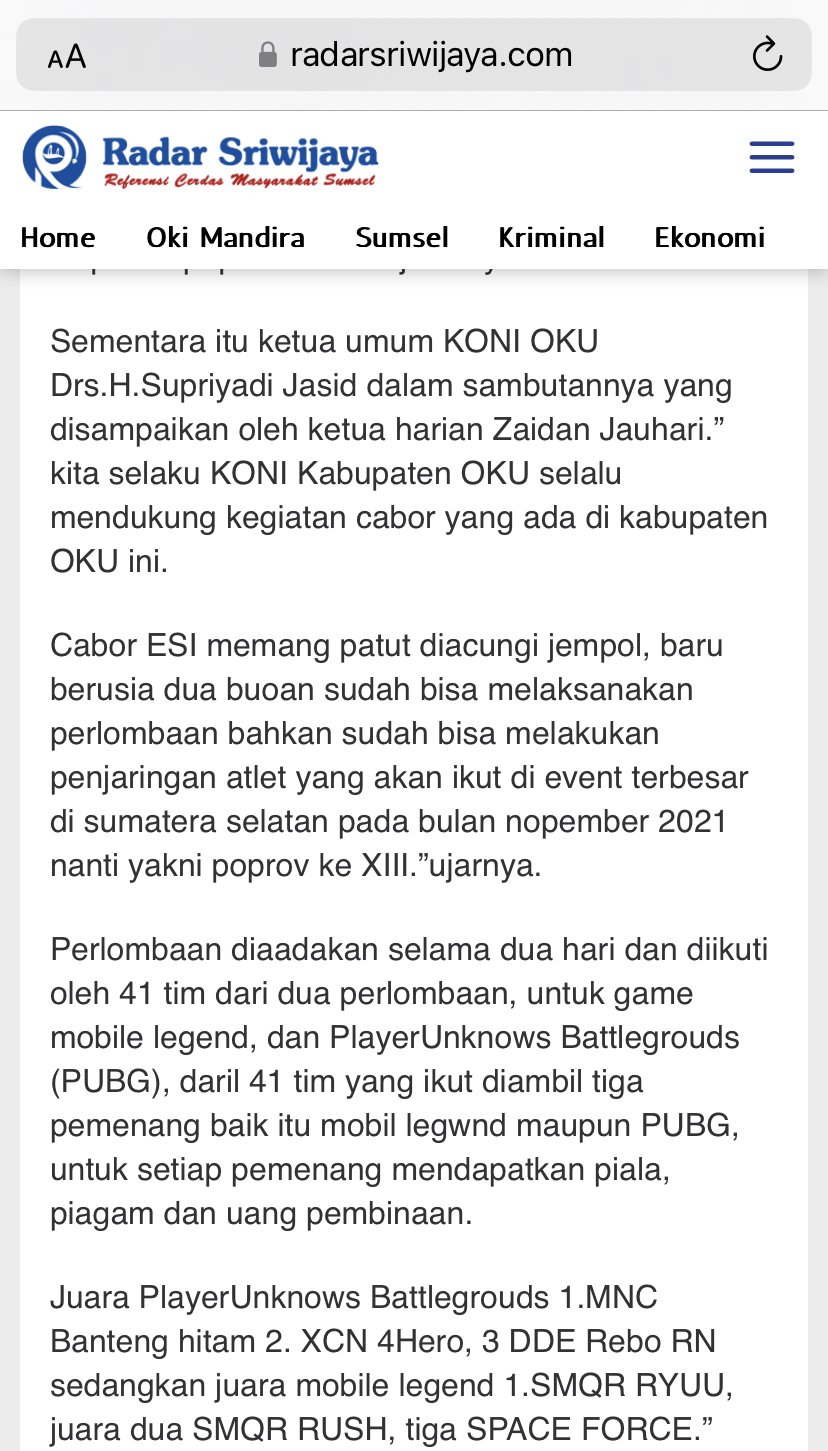 AA radarsriwijaya.com
Radar Sriwijaya
Referensi Cerdas Masyarakat Sumsel
Home Oki Mandira Sumsel Kriminal Ekonomi
Sementara itu ketua umum KONI OKU
Drs.H.Supriyadi Jasid dalam sambutannya yang
disampaikan oleh ketua harian Zaidan Jauhari.”
kita selaku KONI Kabupaten OKU selalu
mendukung kegiatan cabor yang ada di kabupaten
OKU ini.
Cabor ESI memang patut diacungi jempol, baru
berusia dua buoan sudah bisa melaksanakan
perlombaan bahkan sudah bisa melakukan
penjaringan atlet yang akan ikut di event terbesar
di sumatera selatan pada bulan nopember 2021
nanti yakni poprov ke XIII.”ujarnya.
Perlombaan diaadakan selama dua hari dan diikuti
oleh 41 tim dari dua perlombaan, untuk game
mobile legend, dan PlayerUnknows Battlegrouds
(PUBG), daril 41 tim yang ikut diambil tiga
pemenang baik itu mobil legwnd maupun PUBG,
untuk setiap pemenang mendapatkan piala,
piagam dan uang pembinaan.
Juara PlayerUnknows Battlegrouds 1.MNC
Banteng hitam 2. XCN 4Hero, 3 DDE Rebo RN
sedangkan juara mobile legend 1.SMQR RYUU,
juara dua SMQR RUSH, tiga SPACE FORCE.”